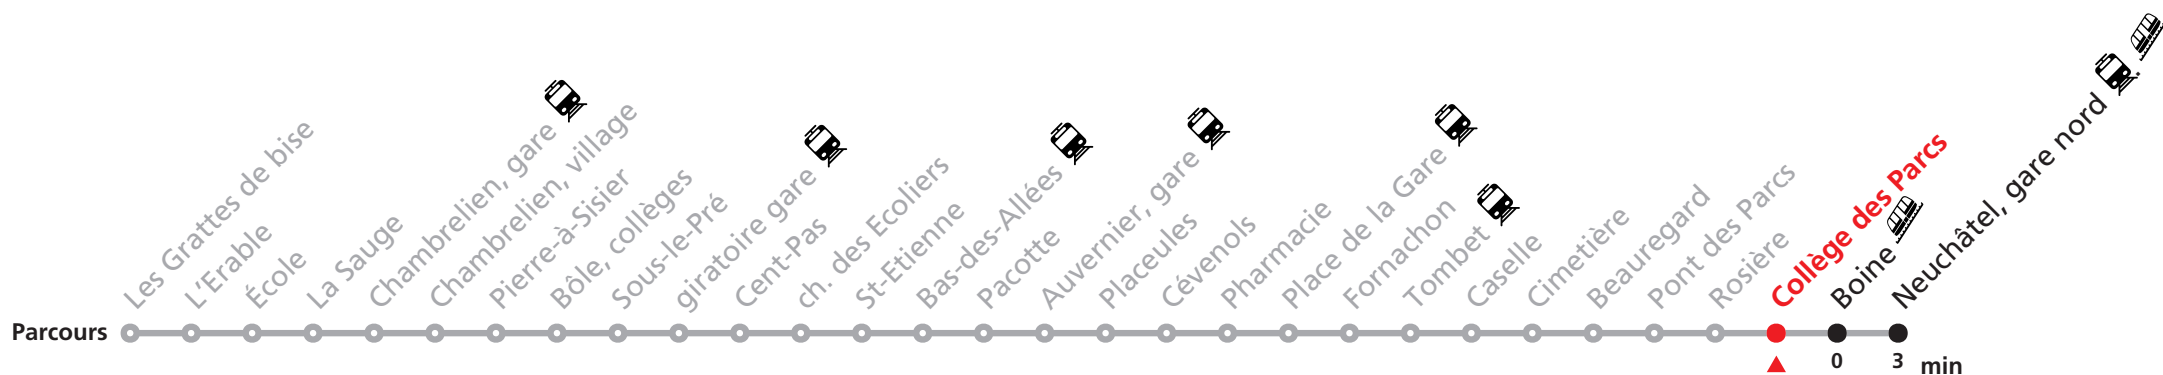 Les Grattes de bise
L'Erable
École
La Sauge
Chambrelien, gare
Chambrelien, village
Pierre-à-Sisier
Bôle, collèges
Sous-le-Pré
giratoire gare
Cent-Pas
ch. des Ecoliers
St-Etienne
Bas-des-Allées
Pacotte
Auvernier, gare
Placeules
Cévenols
Pharmacie
Place de la Gare
Fornachon
Tombet
Caselle
Cimetière
Beauregard
Pont des Parcs
Rosière
Collège des Parcs
Boine
Neuchâtel, gare nord
Parcours
0 3 min